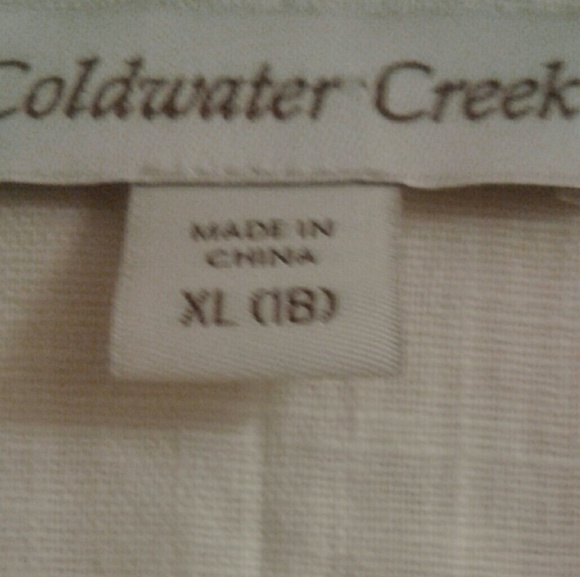 Coldwater Creek
MADE IN
CHINA
XL (18)